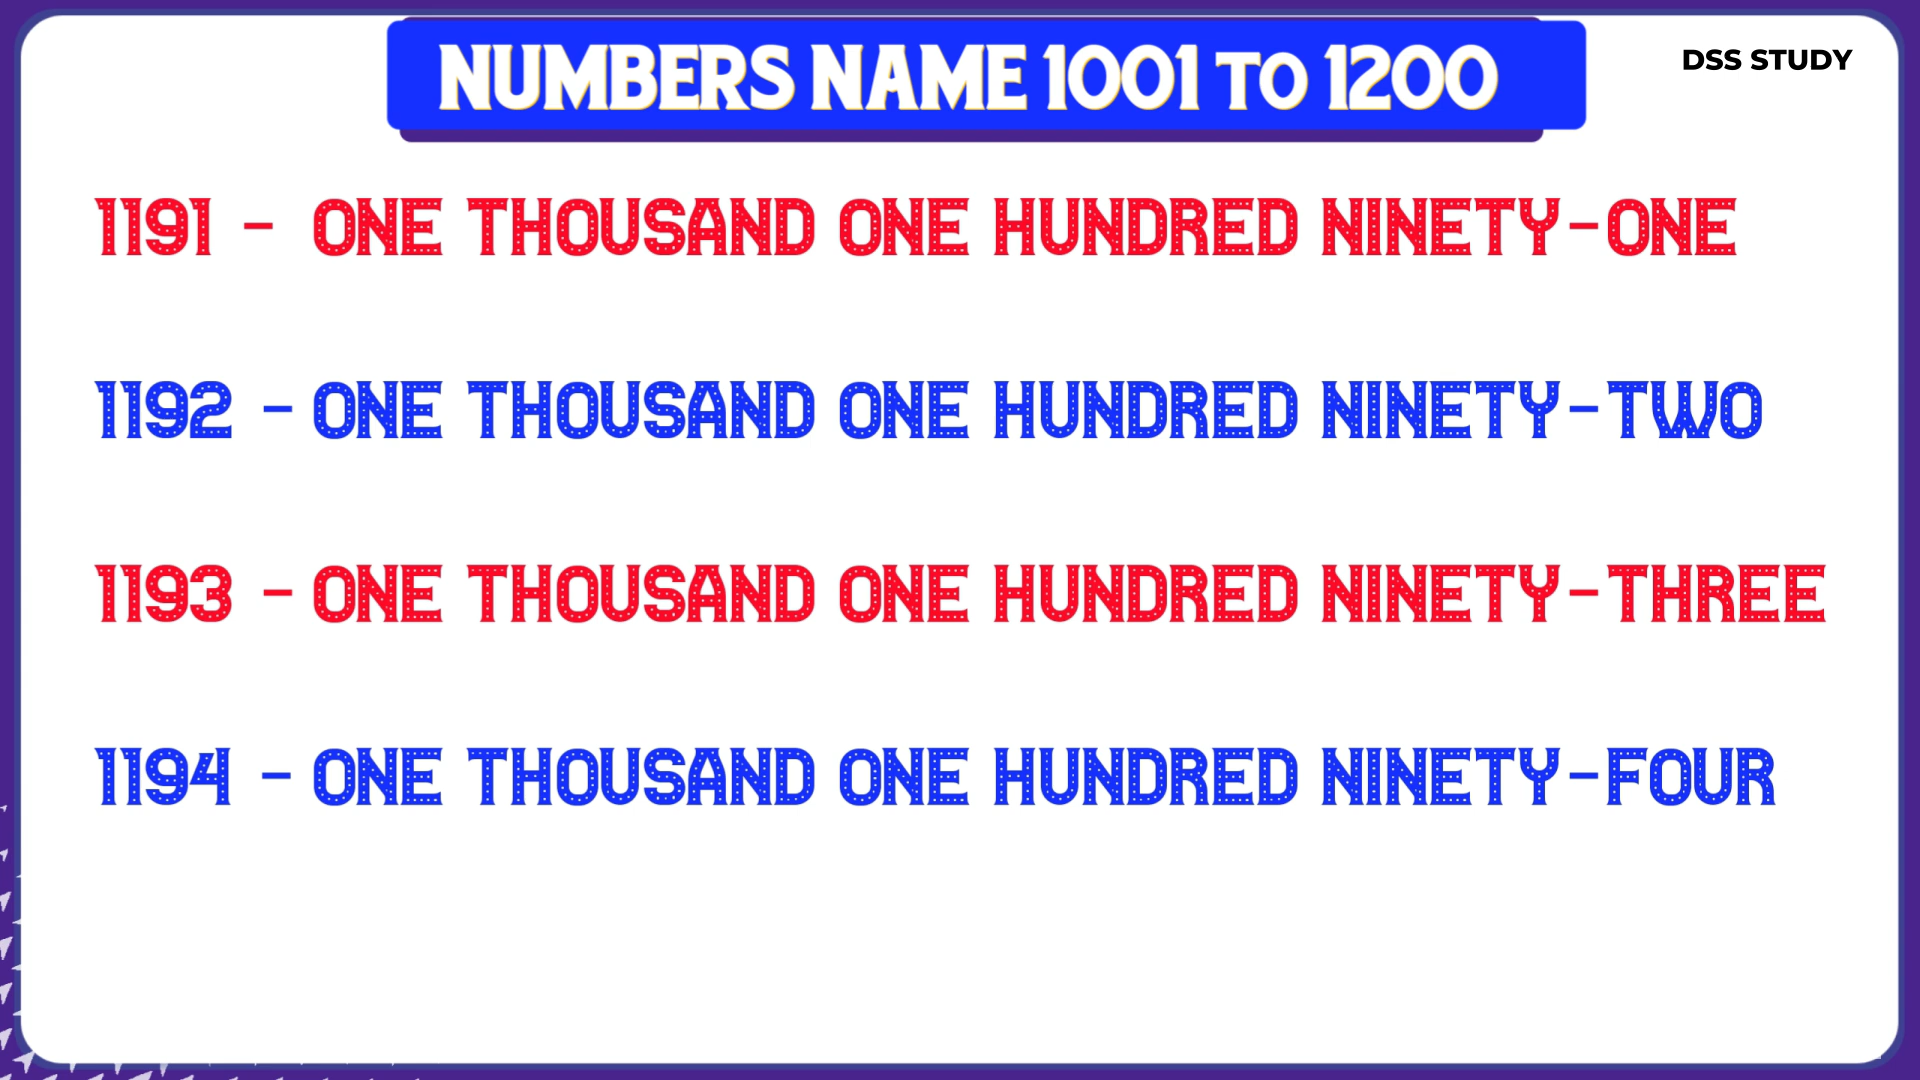 NUMBERS NAME 1001 TO 1200
DSS STUDY
1191 - ONE THOUSAND ONE HUNDRED NINETY-ONE
1192 - ONE THOUSAND ONE HUNDRED NINETY-TWO
1193 - ONE THOUSAND ONE HUNDRED NINETY-THREE
1194 - ONE THOUSAND ONE HUNDRED NINETY-FOUR